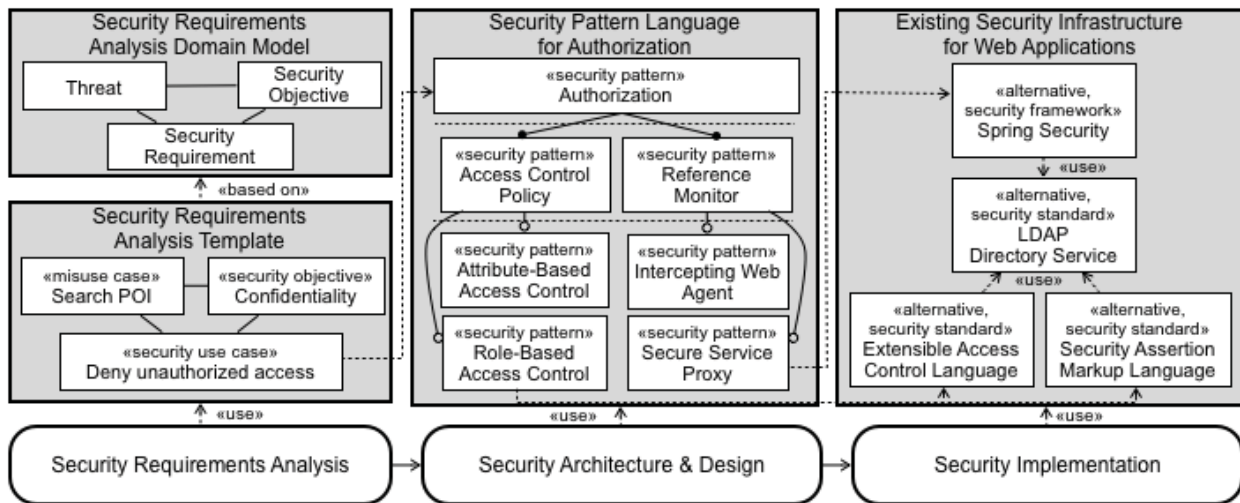 Security Requirements
Analysis Domain Model
Threat
Security
Objective
Security
Requirement
«based on»
Security Requirements
Analysis Template
«misuse case»
Search POI
«security objective»
Confidentiality
«security use case»
Deny unauthorized access
«use»
Security Requirements Analysis
Security Pattern Language
for Authorization
«security pattern»
Authorization
«security pattern»
Access Control
Policy
«security pattern»
Reference
Monitor
«security pattern»
Attribute-Based
Access Control
«security pattern»
Intercepting Web
Agent
«security pattern»
Role-Based
Access Control
«security pattern»
Secure Service
Proxy
«use»
Security Architecture & Design
Existing Security Infrastructure
for Web Applications
«alternative,
security framework»
Spring Security
«use»
«alternative,
security standard»
LDAP
Directory Service
«use»
«alternative,
security standard»
Extensible Access
Control Language
«alternative,
security standard»
Security Assertion
Markup Language
«use»
Security Implementation